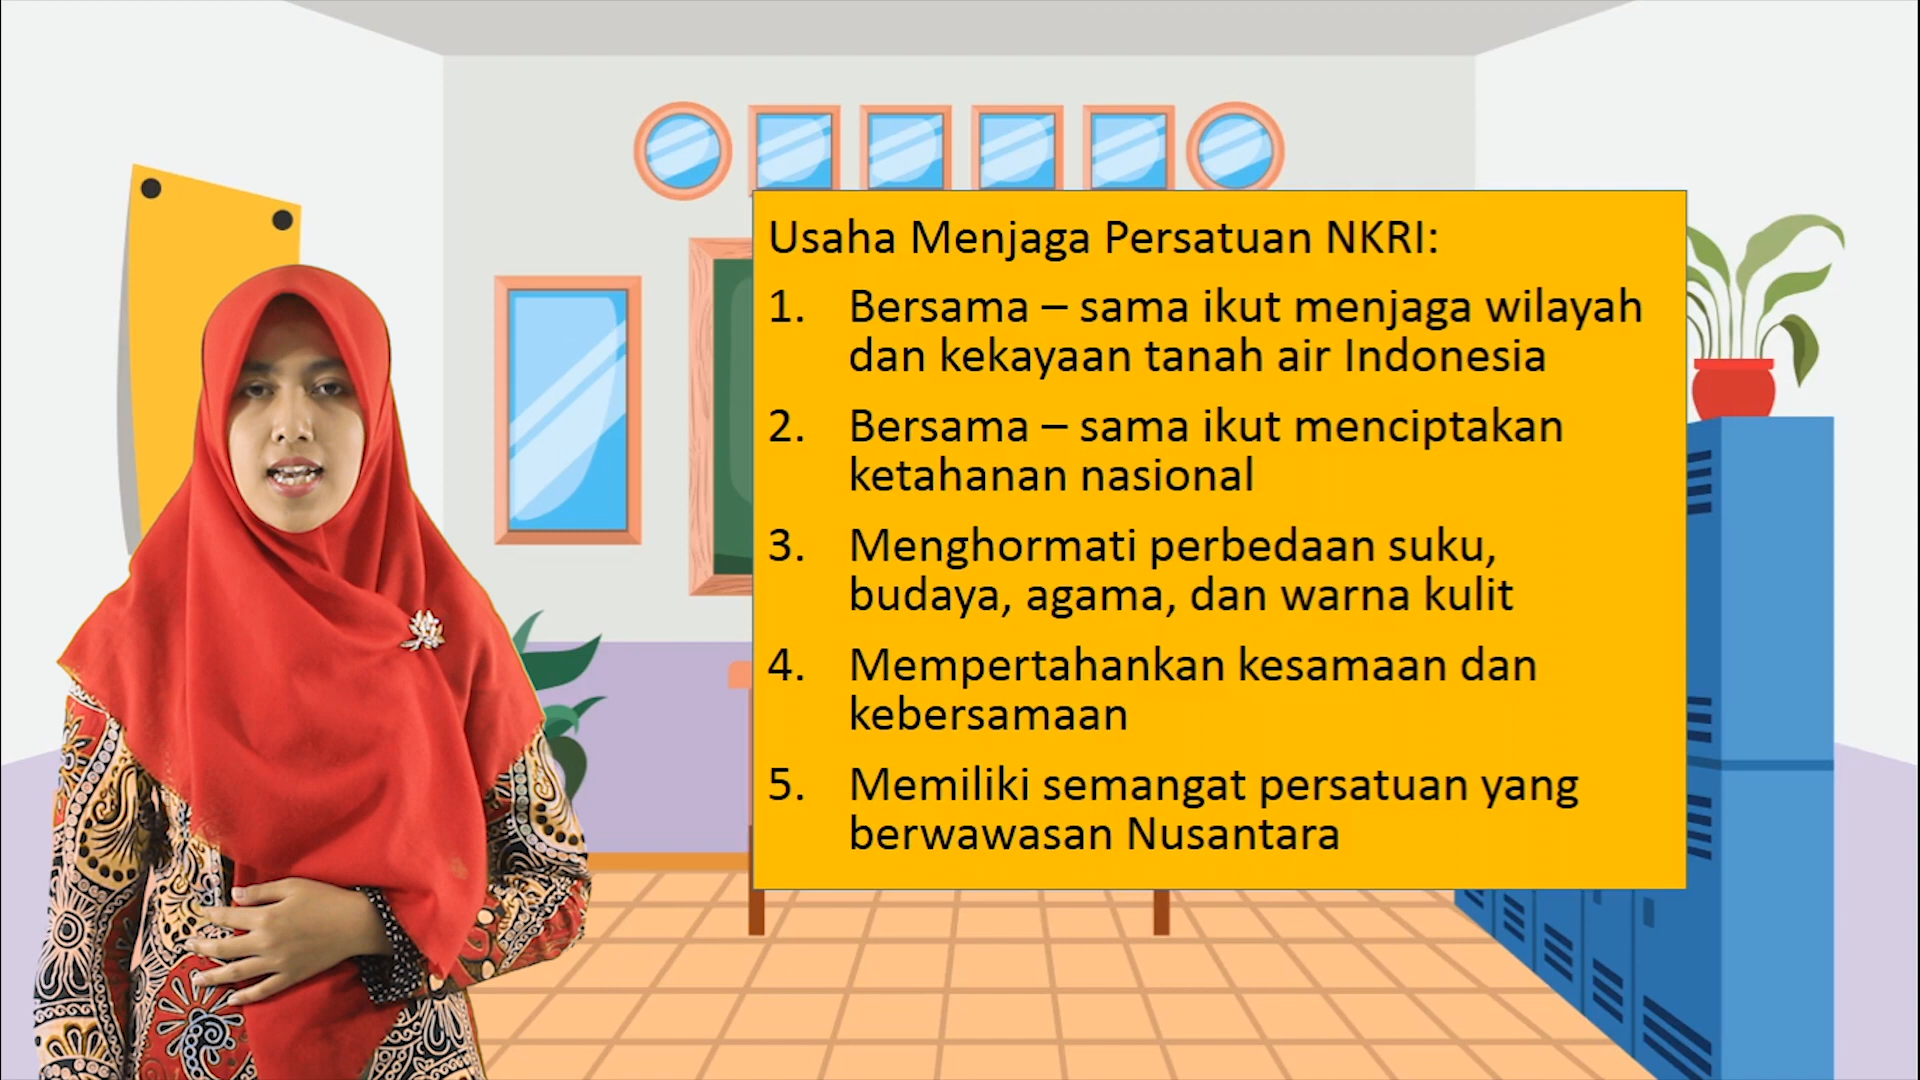 Usaha Menjaga Persatuan NKRI:
1. Bersama – sama ikut menjaga wilayah
dan kekayaan tanah air Indonesia
2. Bersama – sama ikut menciptakan
ketahanan nasional
3. Menghormati perbedaan suku,
budaya, agama, dan warna kulit
4. Mempertahankan kesamaan dan
kebersamaan
5. Memiliki semangat persatuan yang
berwawasan Nusantara